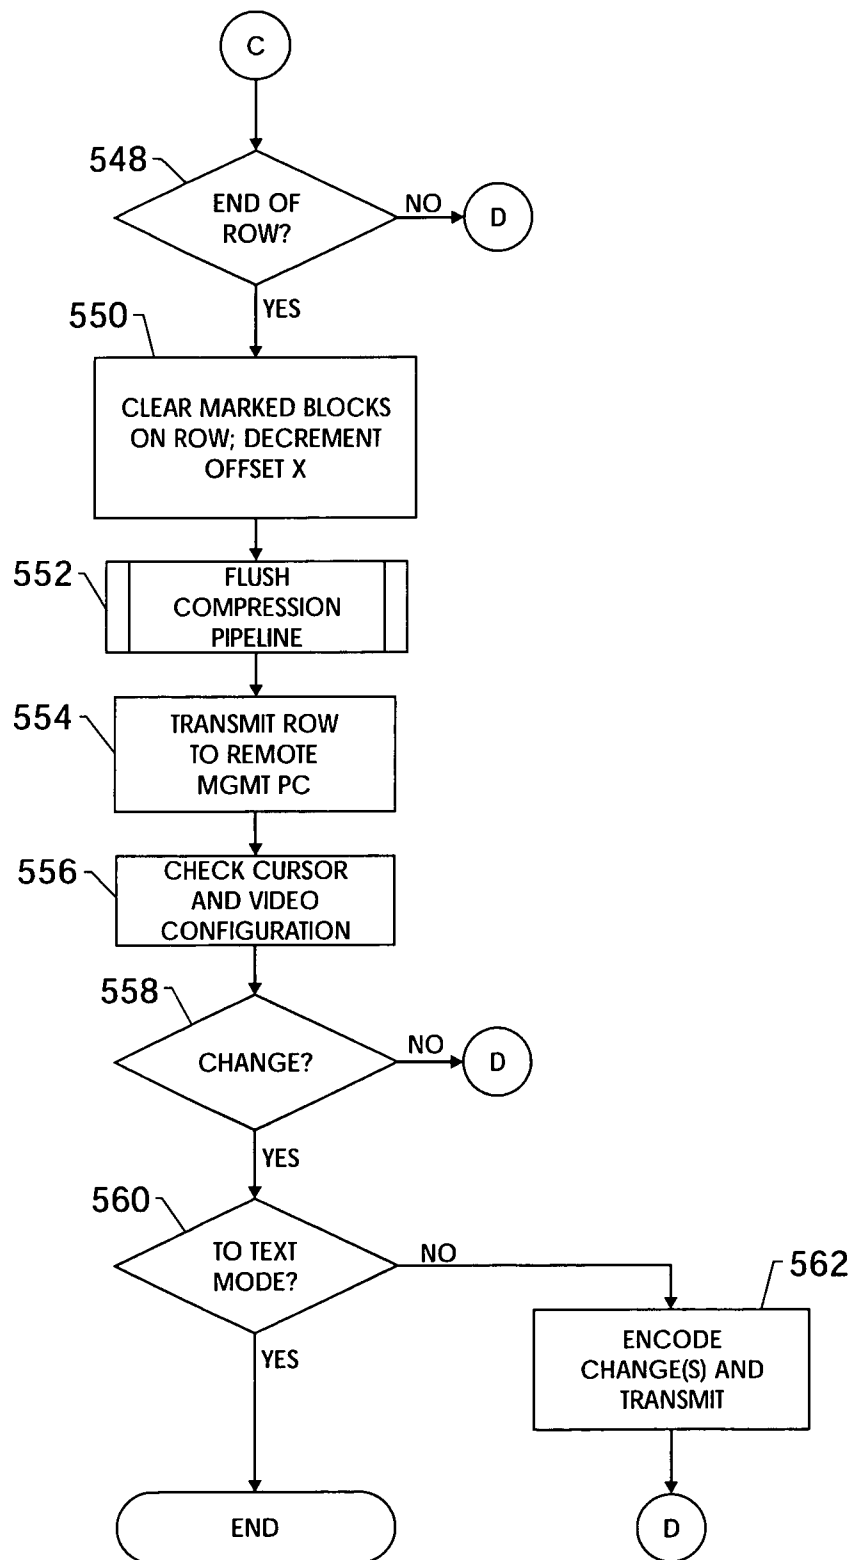 C
548
END OF
ROW?
NO
D
YES
550
CLEAR MARKED BLOCKS
ON ROW; DECREMENT
OFFSET X
552
FLUSH
COMPRESSION
PIPELINE
554
TRANSMIT ROW
TO REMOTE
MGMT PC
556
CHECK CURSOR
AND VIDEO
CONFIGURATION
558
CHANGE?
NO
D
YES
560
TO TEXT
MODE?
NO
562
ENCODE
CHANGE(S) AND
TRANSMIT
YES
END
D